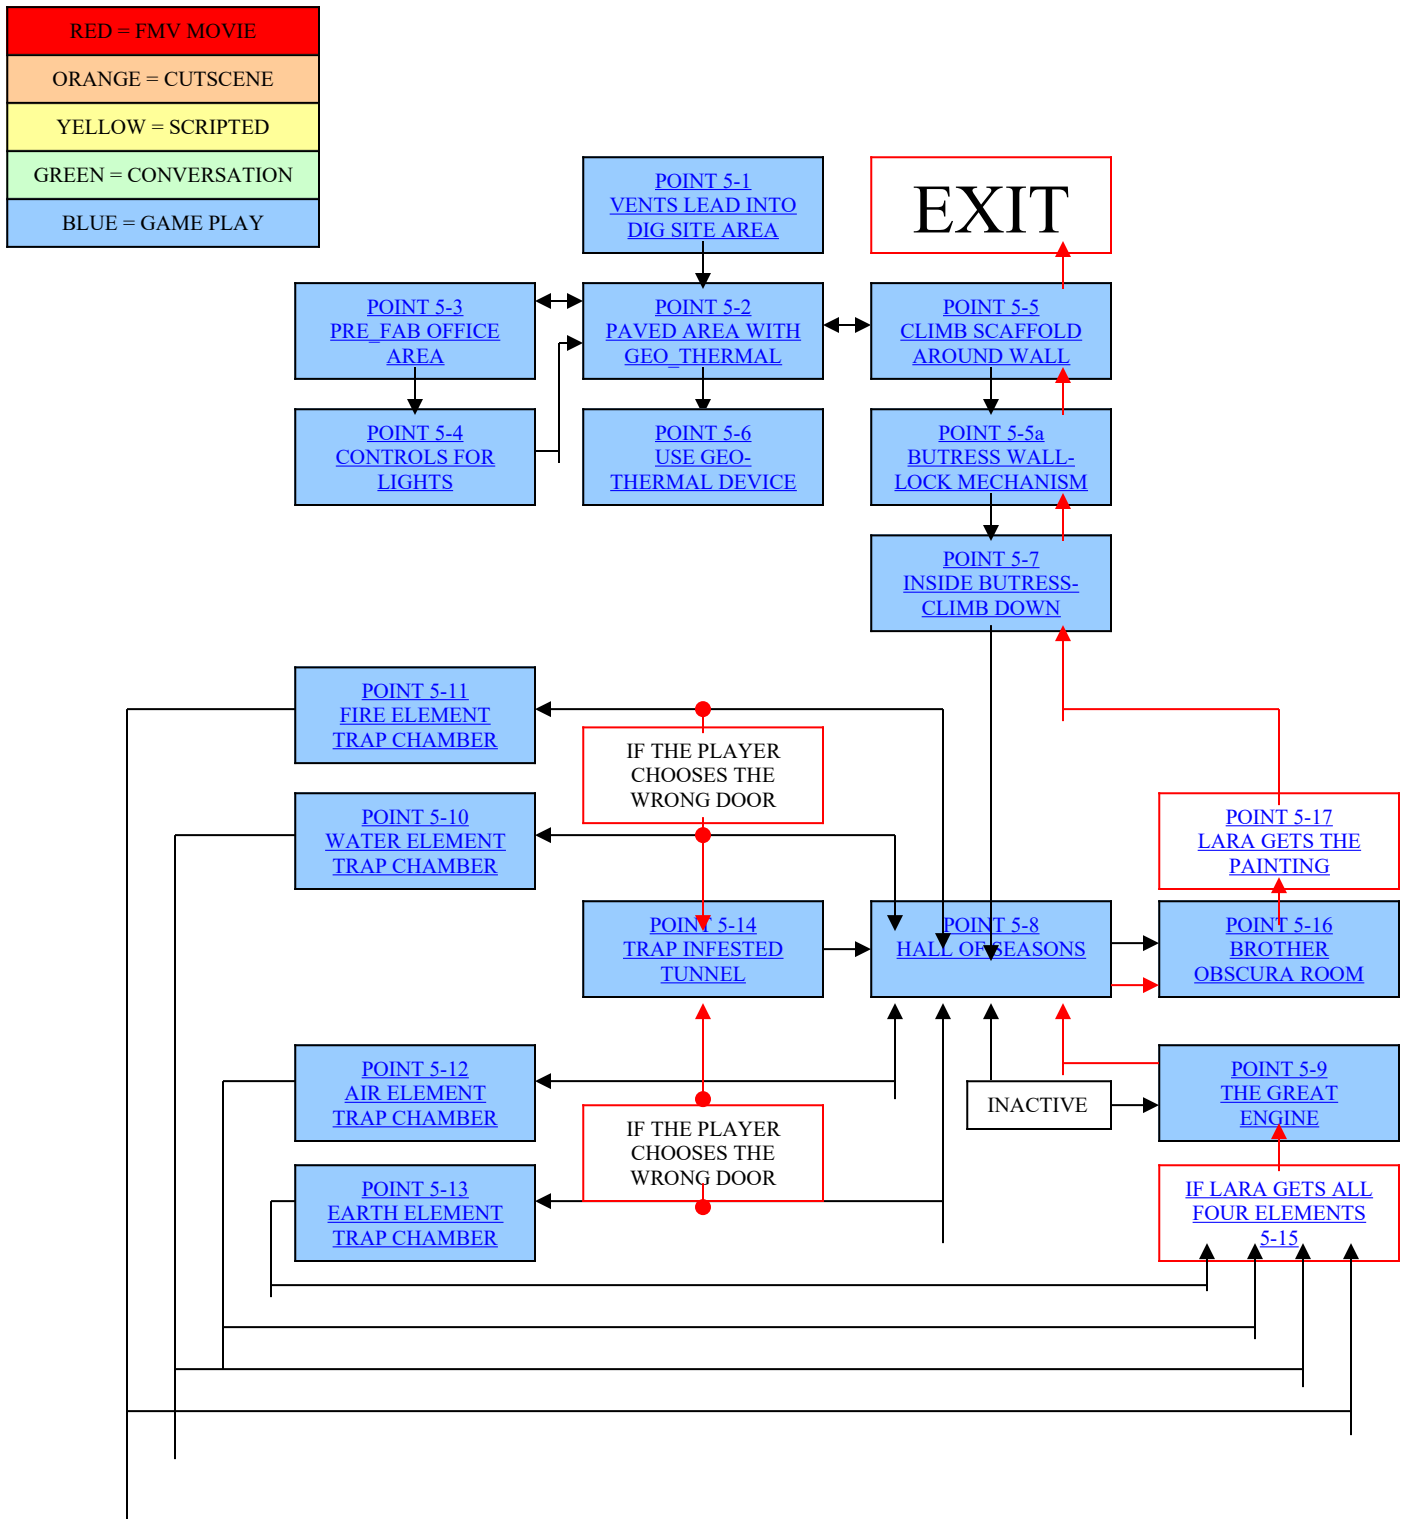 RED = FMV MOVIE
ORANGE = CUTSCENE
YELLOW = SCRIPTED
GREEN = CONVERSATION
BLUE = GAME PLAY
POINT 5-1
VENTS LEAD INTO
DIG SITE AREA
EXIT
POINT 5-3
PRE_FAB OFFICE
AREA
POINT 5-2
PAVED AREA WITH
GEO_THERMAL
POINT 5-5
CLIMB SCAFFOLD
AROUND WALL
POINT 5-4
CONTROLS FOR
LIGHTS
POINT 5-6
USE GEO-
THERMAL DEVICE
POINT 5-5a
BUTRESS WALL-
LOCK MECHANISM
POINT 5-7
INSIDE BUTRESS-
CLIMB DOWN
POINT 5-11
FIRE ELEMENT
TRAP CHAMBER
IF THE PLAYER
CHOOSES THE
WRONG DOOR
POINT 5-10
WATER ELEMENT
TRAP CHAMBER
POINT 5-17
LARA GETS THE
PAINTING
POINT 5-14
TRAP INFESTED
TUNNEL
POINT 5-8
HALL OF SEASONS
POINT 5-16
BROTHER
OBSCURA ROOM
POINT 5-12
AIR ELEMENT
TRAP CHAMBER
INACTIVE
POINT 5-9
THE GREAT
ENGINE
IF THE PLAYER
CHOOSES THE
WRONG DOOR
POINT 5-13
EARTH ELEMENT
TRAP CHAMBER
IF LARA GETS ALL
FOUR ELEMENTS
5-15